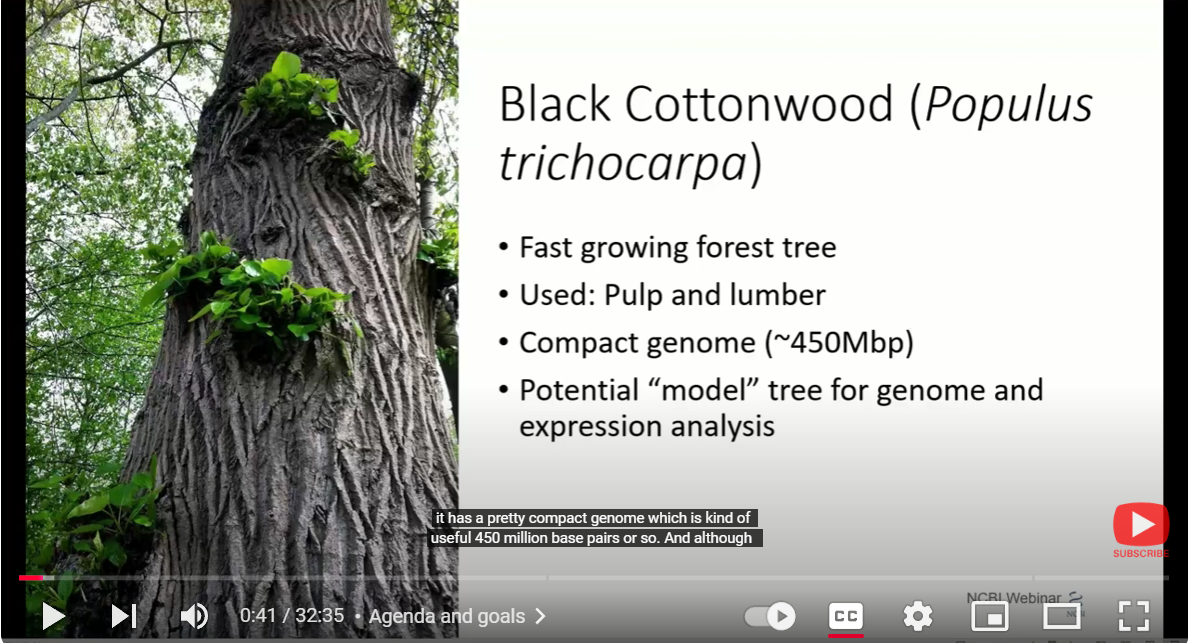 Black Cottonwood (Populus
trichocarpa)
• Fast growing forest tree
• Used: Pulp and lumber
• Compact genome (~450Mbp)
• Potential “model” tree for genome and
expression analysis
it has a pretty compact genome which is kind of
useful 450 million base pairs or so. And although
SUBSCRIBE
NCBI Webinar
0:41 / 32:35 • Agenda and goals
CC